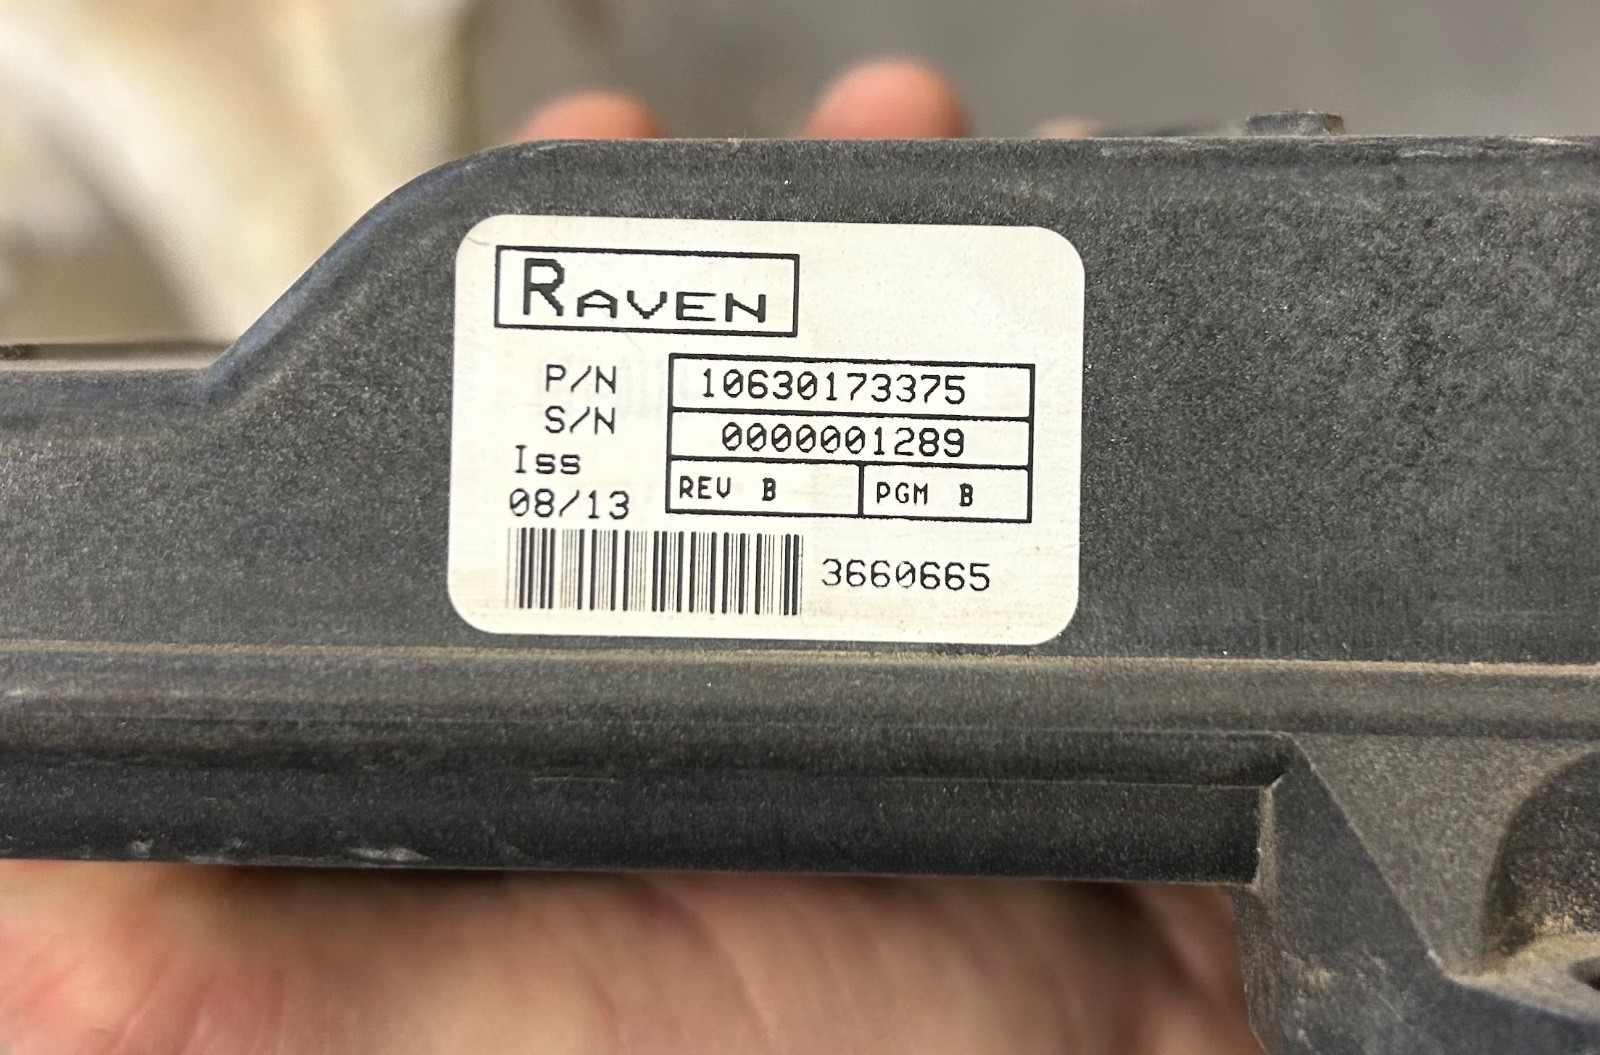 RAVEN
P/N 10630173375
S/N 0000001289
Iss
08/13 REV B PGM B
3660665